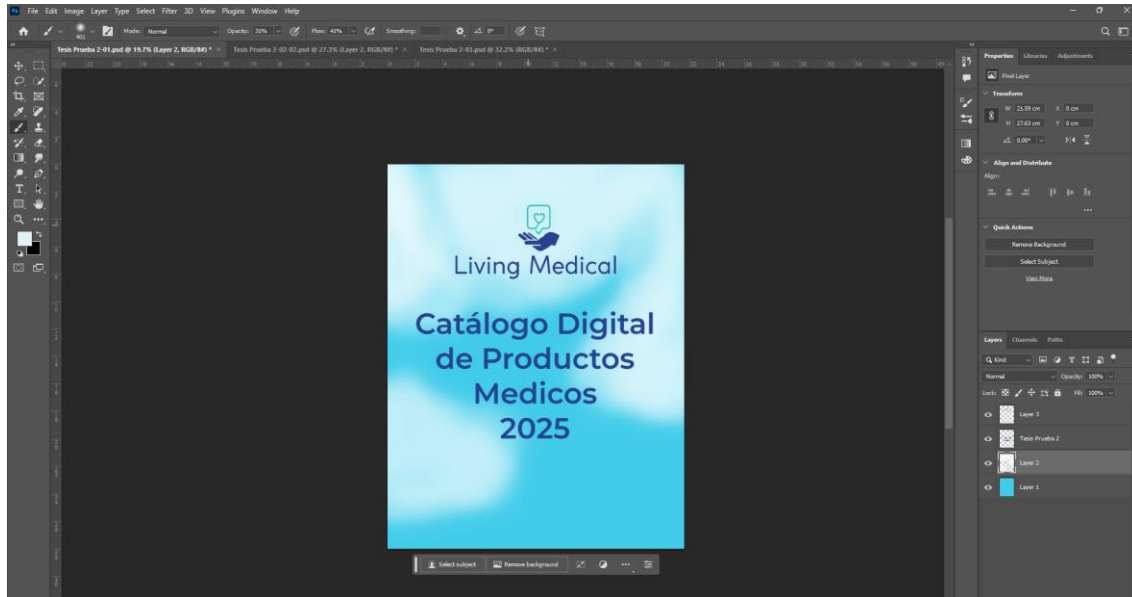 File Edit Image Layer Type Select Filter 3D View Plugins Window Help
401 Mode: Normal Opacity: 31% Flow: 41% Smoothing: 0°
Tesis Prueba 2-01.psd @ 19.7% (Layer 2, RGB/8#) * × Tesis Prueba 2-02-02.psd @ 27.3% (Layer 2, RGB/8#) * × Tesis Prueba 2-03.psd @ 32.2% (RGB/8#) * ×
Living Medical
Catálogo Digital
de Productos
Medicos
2025
Select subject Remove background
Properties Libraries Adjustments
Pixel Layer
Transform
W 21.59 cm X 0 cm
H 27.63 cm Y 0 cm
0.00°
Align and Distribute
Align:
Quick Actions
Remove Background
Select Subject
View More
Layers Channels Paths
Kind
Normal Opacity: 100%
Lock: Fill: 100%
Layer 3
Tesis Prueba 2
Layer 2
Layer 1